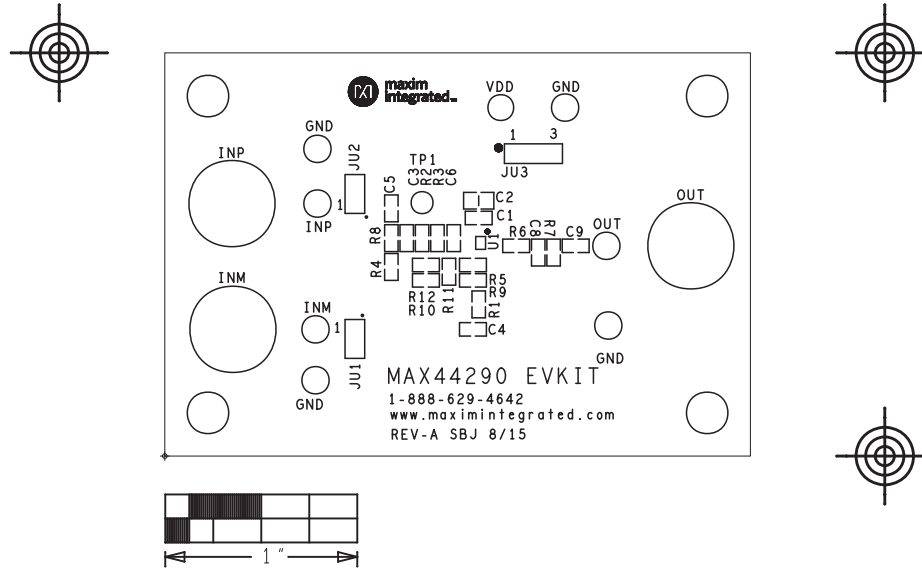 maxim
integrated™
VDD
GND
1
3
JU3
GND
INP
JU2
1
INP
TP1
C3
R2
R3
C6
C5
C2
C1
U1
R8
R4
R6
C8
R7
C9
OUT
OUT
R12
R10
R11
R5
R9
R1
C4
INM
INM
1
JU1
GND
GND
MAX44290 EVKIT
1-888-629-4642
www.maximintegrated.com
REV-A SBJ 8/15
1"